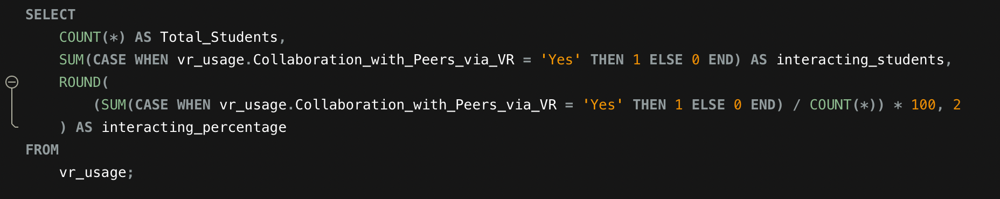 SELECT
COUNT(*) AS Total_Students,
SUM(CASE WHEN vr_usage.Collaboration_with_Peers_via_VR = 'Yes' THEN 1 ELSE 0 END) AS interacting_students,
ROUND(
(SUM(CASE WHEN vr_usage.Collaboration_with_Peers_via_VR = 'Yes' THEN 1 ELSE 0 END) / COUNT(*)) * 100, 2
) AS interacting_percentage
FROM
vr_usage;